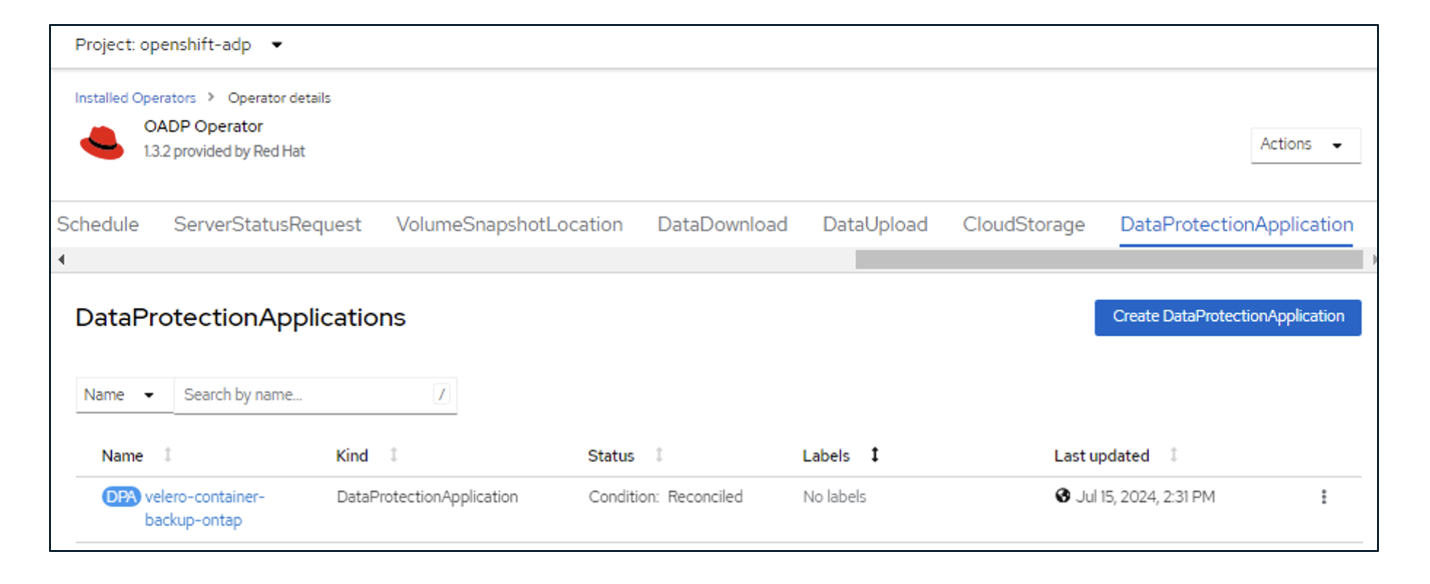 Project: openshift-adp
Installed Operators > Operator details
OADP Operator
1.3.2 provided by Red Hat
Actions
Schedule ServerStatusRequest VolumeSnapshotLocation DataDownload DataUpload CloudStorage DataProtectionApplication
DataProtectionApplications
Create DataProtectionApplication
Name Search by name... /
Name Kind Status Labels Last updated
DPA velero-container- DataProtectionApplication Condition: Reconciled No labels Jul 15, 2024, 2:31 PM
backup-ontap